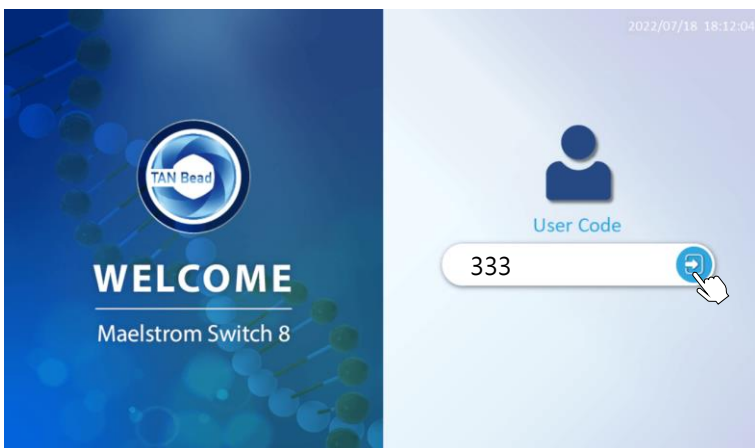 2022/07/18 18:12:04
TAN Bead
WELCOME
Maelstrom Switch 8
User Code
333